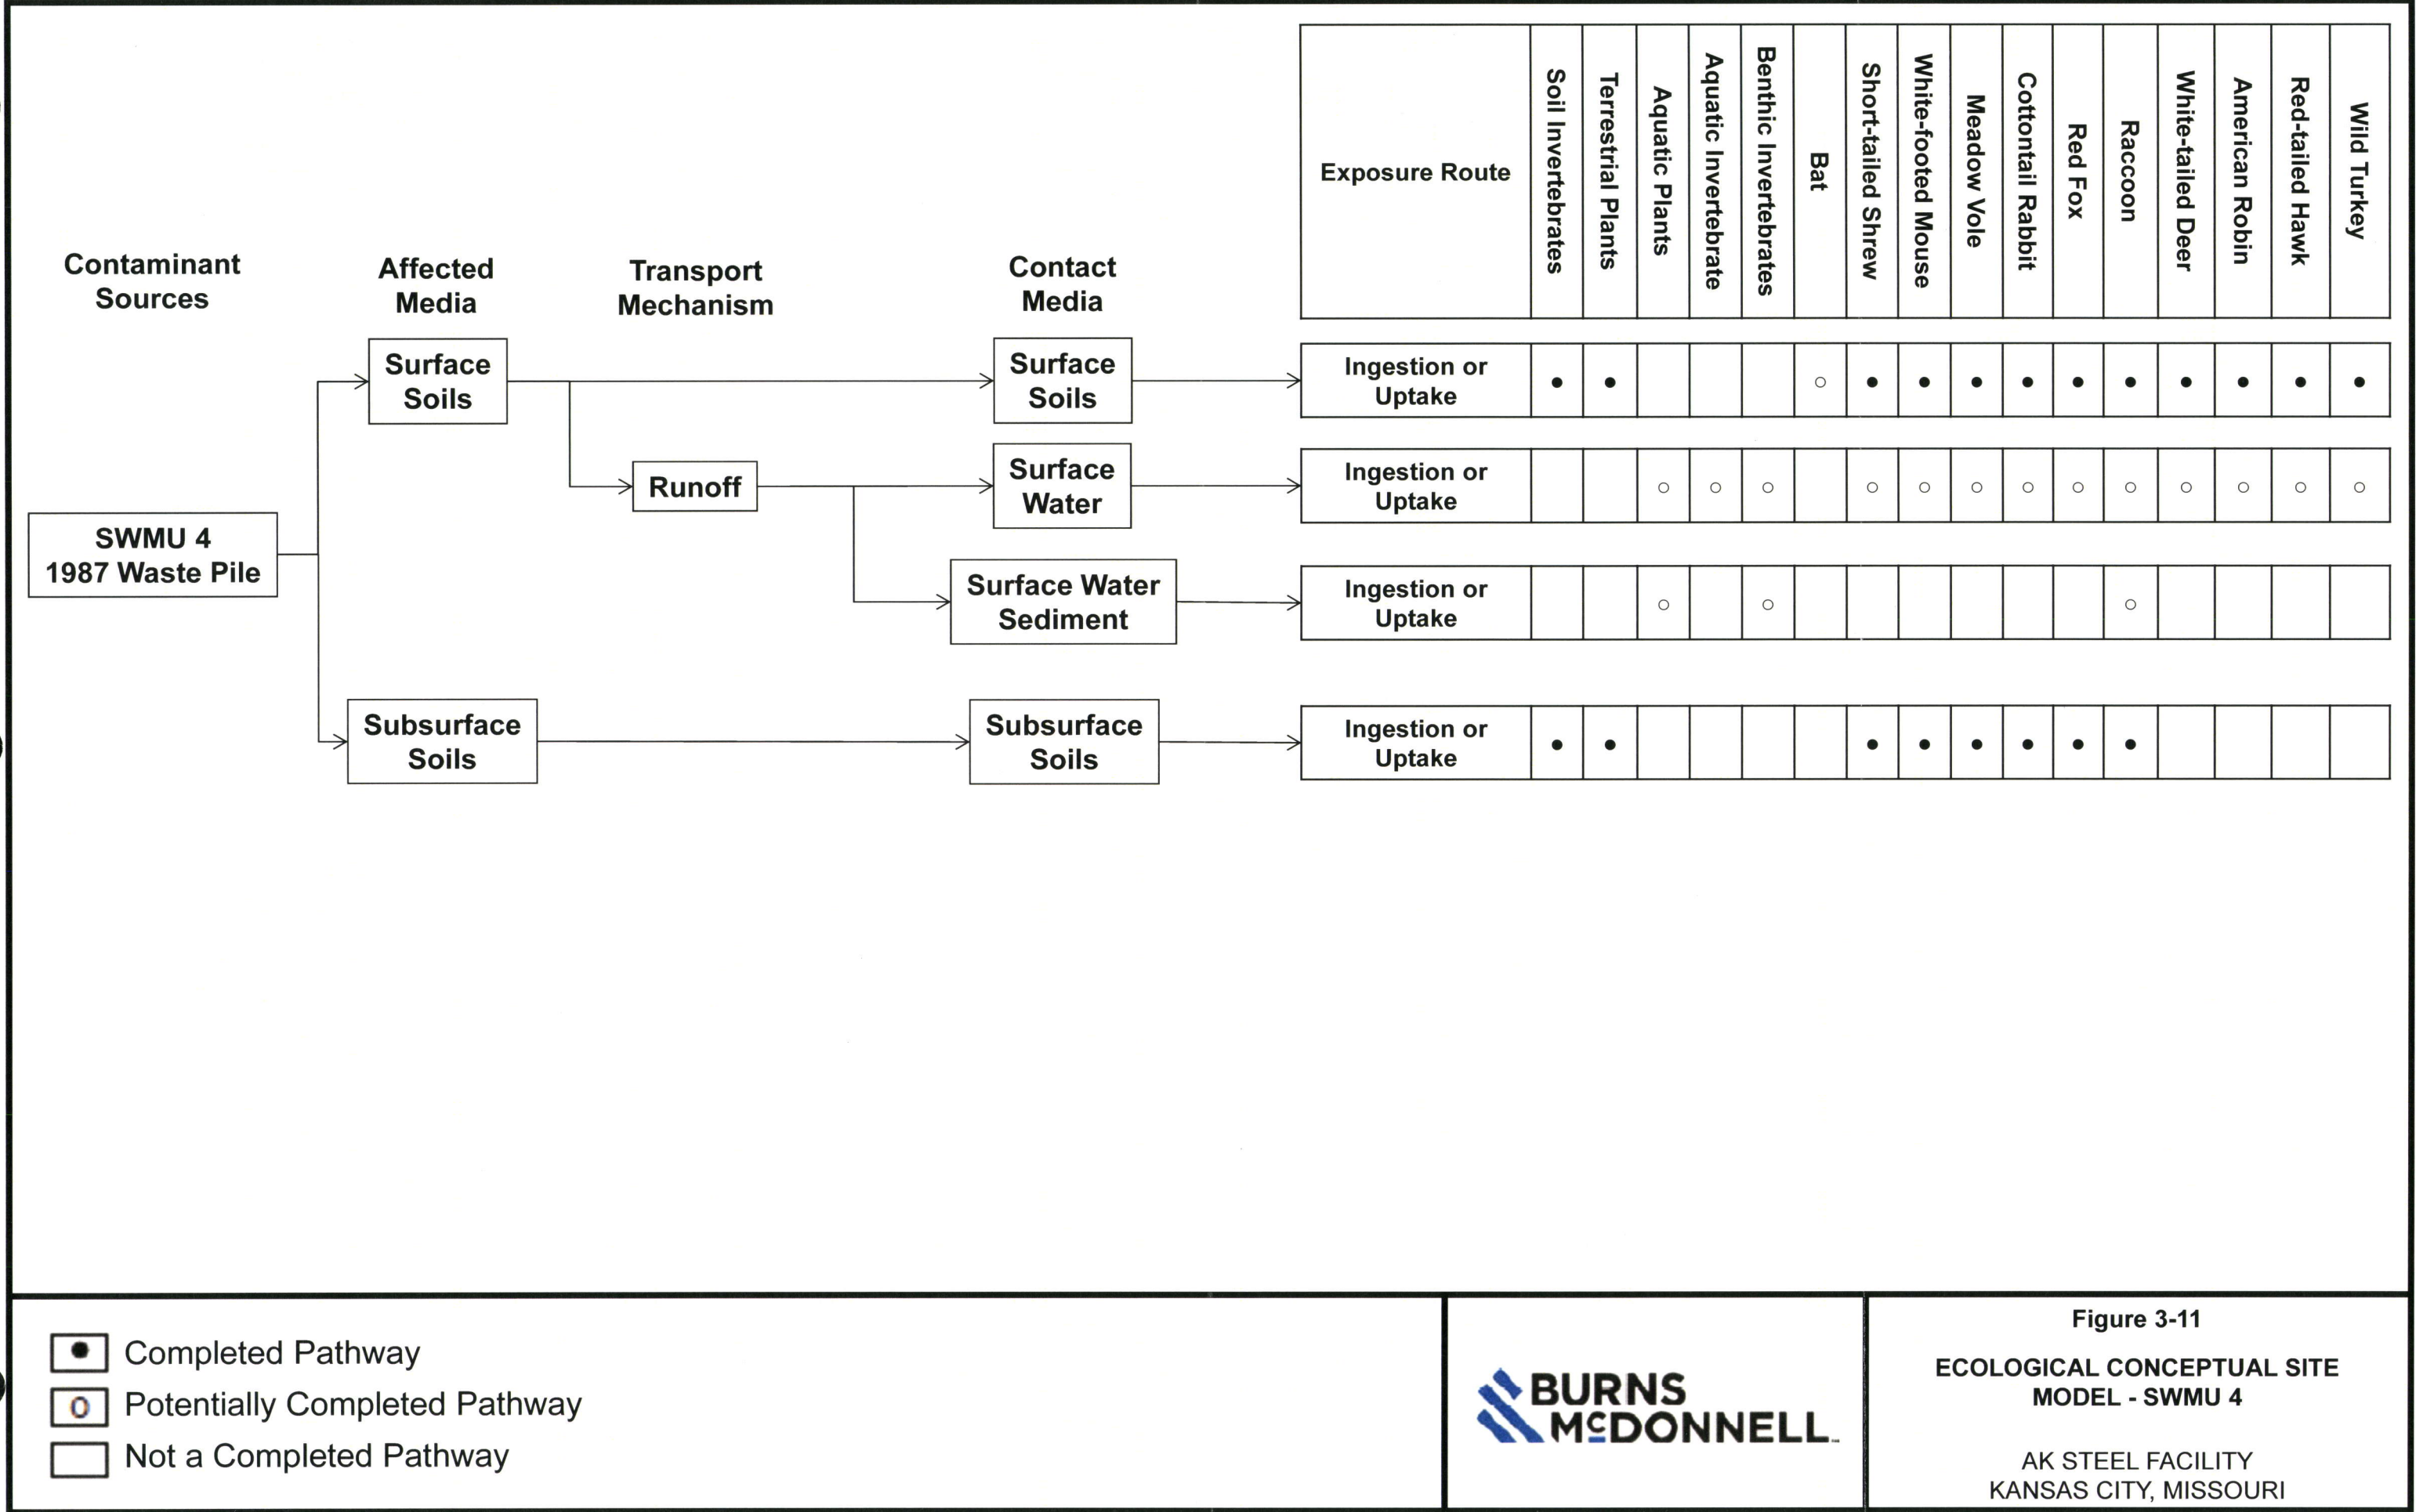 Exposure Route
Soil Invertebrates
Terrestrial Plants
Aquatic Plants
Aquatic Invertebrate
Benthic Invertebrates
Bat
Short-tailed Shrew
White-footed Mouse
Meadow Vole
Cottontail Rabbit
Red Fox
Raccoon
White-tailed Deer
American Robin
Red-tailed Hawk
Wild Turkey
Contaminant
Sources
Affected
Media
Transport
Mechanism
Contact
Media
Surface
Soils
Surface
Soils
Ingestion or
Uptake
Runoff
Surface
Water
Ingestion or
Uptake
SWMU 4
1987 Waste Pile
Surface Water
Sediment
Ingestion or
Uptake
Subsurface
Soils
Subsurface
Soils
Ingestion or
Uptake
Completed Pathway
Potentially Completed Pathway
Not a Completed Pathway
BURNS
McDONNELL
Figure 3-11
ECOLOGICAL CONCEPTUAL SITE
MODEL - SWMU 4
AK STEEL FACILITY
KANSAS CITY, MISSOURI